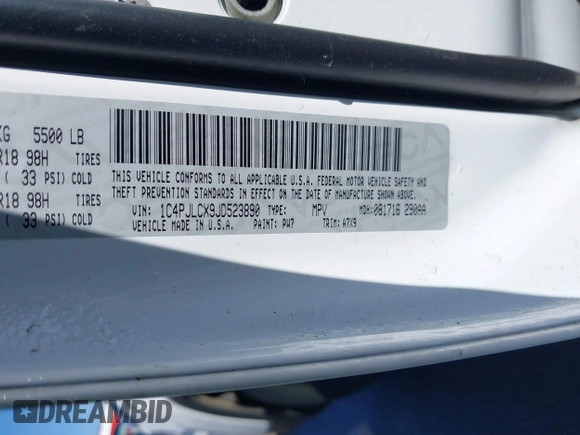 KG 5500 LB
R18 98H TIRES
( 33 PSI) COLD
R18 98H TIRES
( 33 PSI) COLD
THIS VEHICLE CONFORMS TO ALL APPLICABLE U.S.A. FEDERAL MOTOR VEHICLE SAFETY AND
THEFT PREVENTION STANDARDS IN EFFECT ON THE DATE OF MANUFACTURE SHOWN ABOVE.
VIN: 1C4PJLCX9JD523890 TYPE: MPV MDH: 081716 290AA
VEHICLE MADE IN U.S.A. PAINT: PW7 TRIM: A7X9
DREAMBID